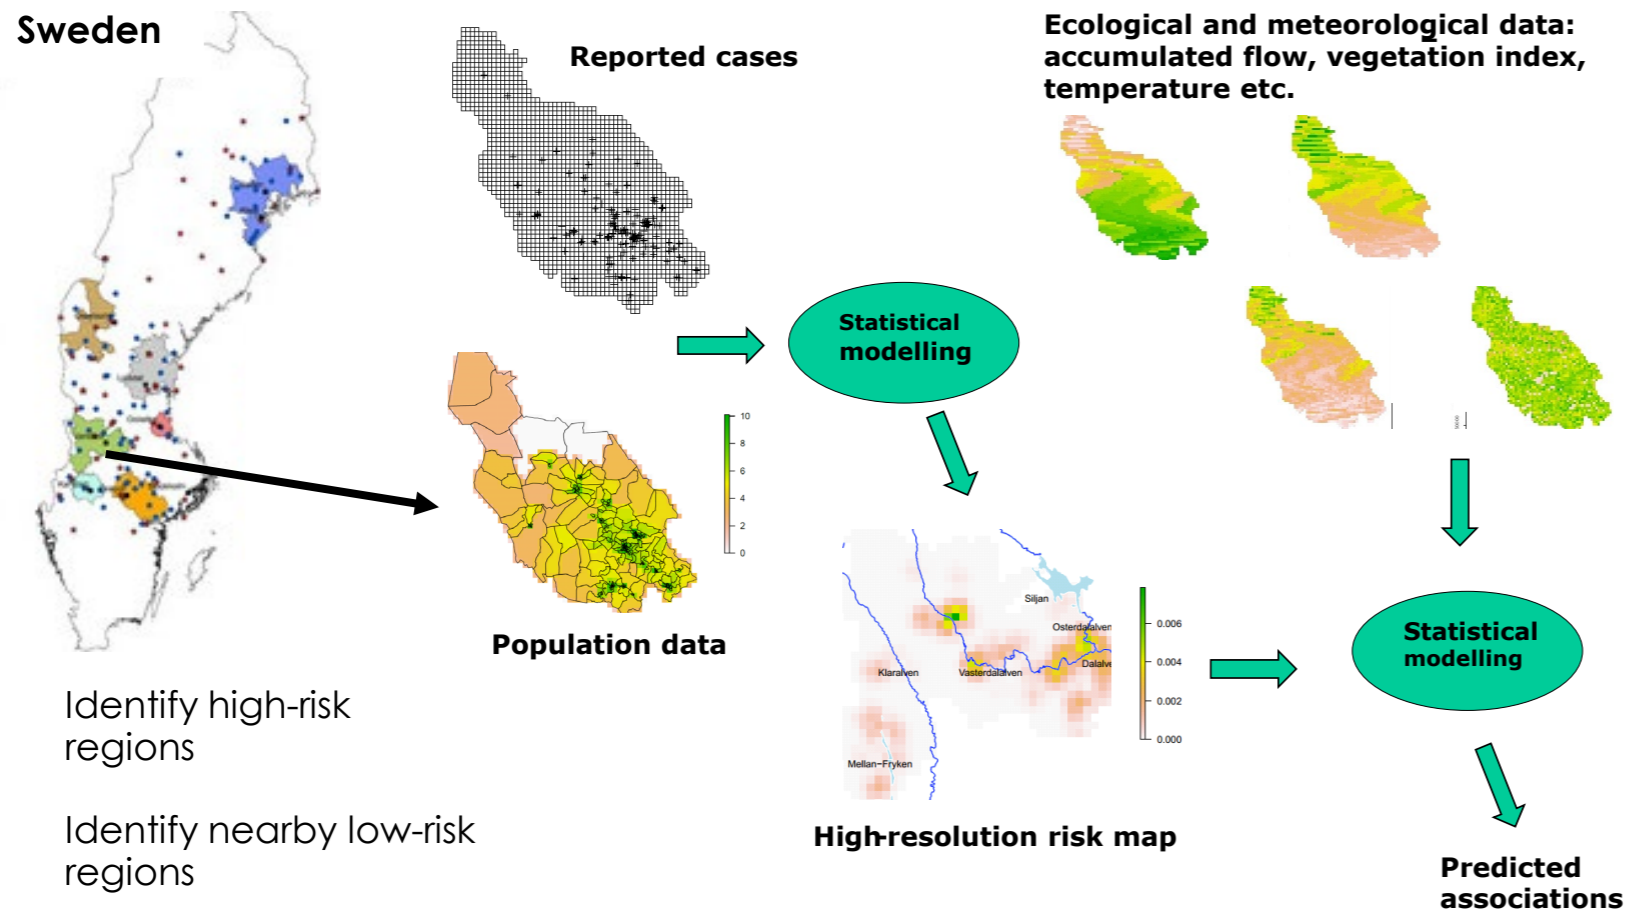 Sweden
Reported cases
Ecological and meteorological data:
accumulated flow, vegetation index,
temperature etc.
Statistical
modelling
10
8
6
4
2
0
Population data
Siljan
Osterdalalven
Dalalve
Vasterdalalven
Klaralven
Mellan-Fryken
0.006
0.004
0.002
0.000
High-resolution risk map
Statistical
modelling
Predicted
associations
Identify high-risk
regions
Identify nearby low-risk
regions